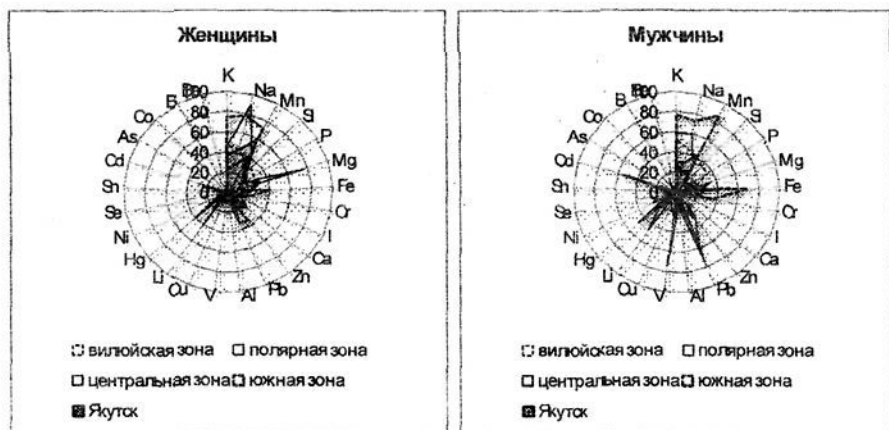 Женщины
K
Na
Mn
Si
P
Mg
Fe
Cr
I
Ca
Zn
Pb
Al
V
Cu
Li
Hg
Ni
Se
Sn
Cd
As
Co
B
100
80
60
40
20
0
вилюйская зона полярная зона
центральная зона южная зона
Якутск
Мужчины
K
Na
Mn
Si
P
Mg
Fe
Cr
I
Ca
Zn
Pb
Al
V
Cu
Li
Hg
Ni
Se
Sn
Cd
As
Co
B
100
80
60
40
20
0
вилюйская зона полярная зона
центральная зона южная зона
Якутск